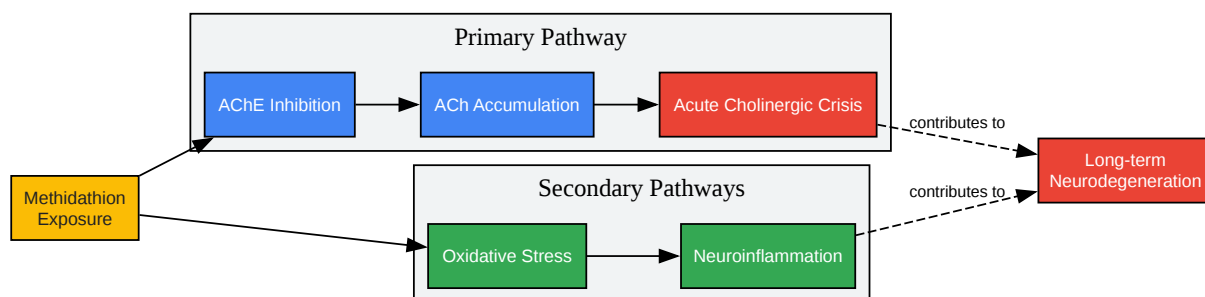 Primary Pathway
AChE Inhibition
ACh Accumulation
Acute Cholinergic Crisis
contributes to
Methidathion
Exposure
Secondary Pathways
Oxidative Stress
Neuroinflammation
contributes to
Long-term
Neurodegeneration